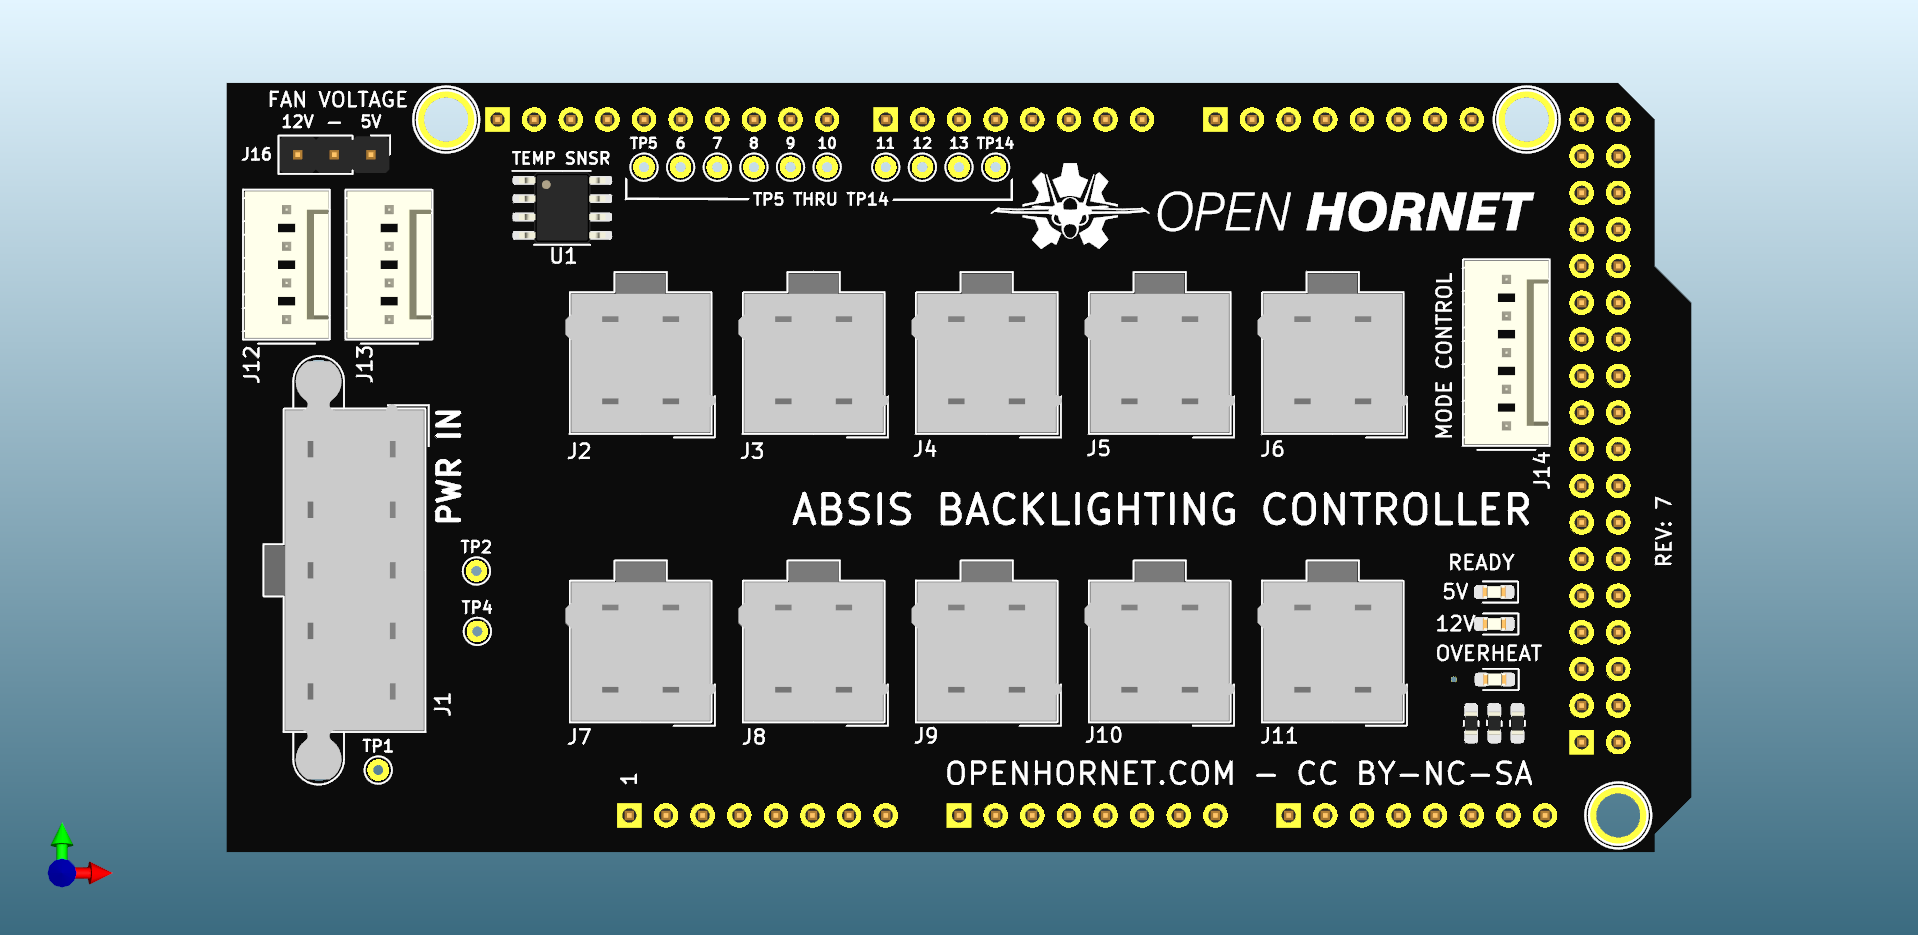 FAN VOLTAGE
12V – 5V
J16
TP5 6 7 8 9 10 11 12 13 TP14
TEMP SNSR
TP5 THRU TP14
U1
OPEN HORNET
J12
J13
MODE CONTROL
J14
J2
J3
J4
J5
J6
PWR IN
ABSIS BACKLIGHTING CONTROLLER
REV: 7
TP2
READY
5V
TP4
12V
OVERHEAT
J1
J7
J8
J9
J10
J11
TP1
1
OPENHORNET.COM – CC BY–NC–SA